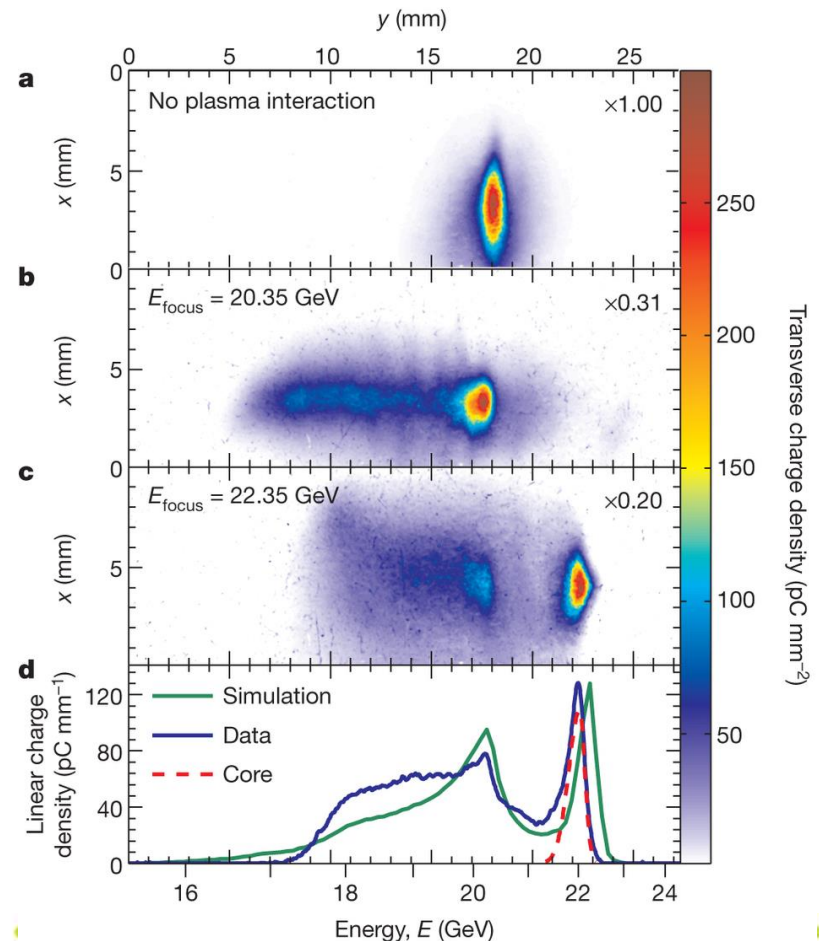 y (mm)
0 5 10 15 20 25
a
0
No plasma interaction
×1.00
x (mm)
5
b
0
E_focus = 20.35 GeV
×0.31
x (mm)
5
c
0
E_focus = 22.35 GeV
×0.20
x (mm)
5
d
Linear charge
density (pC mm⁻¹)
120
80
40
0
Simulation
Data
Core
16 18 20 22 24
Energy, E (GeV)
250
200
150
100
50
Transverse charge density (pC mm⁻²)